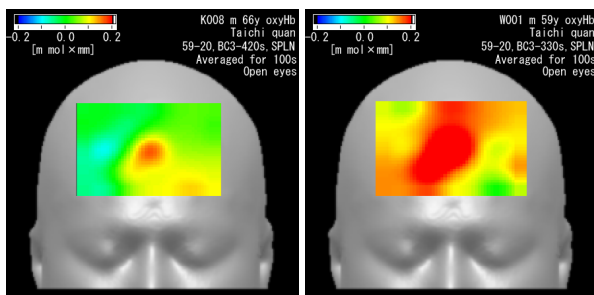 K008 m 66y oxyHb
Taichi quan
-0.2 0.0 0.2
59-20,BC3-420s,SPLN
[m mol×mm]
Averaged for 100s
Open eyes
W001 m 59y oxyHb
Taichi quan
-0.2 0.0 0.2
59-20,BC3-330s,SPLN
[m mol×mm]
Averaged for 100s
Open eyes